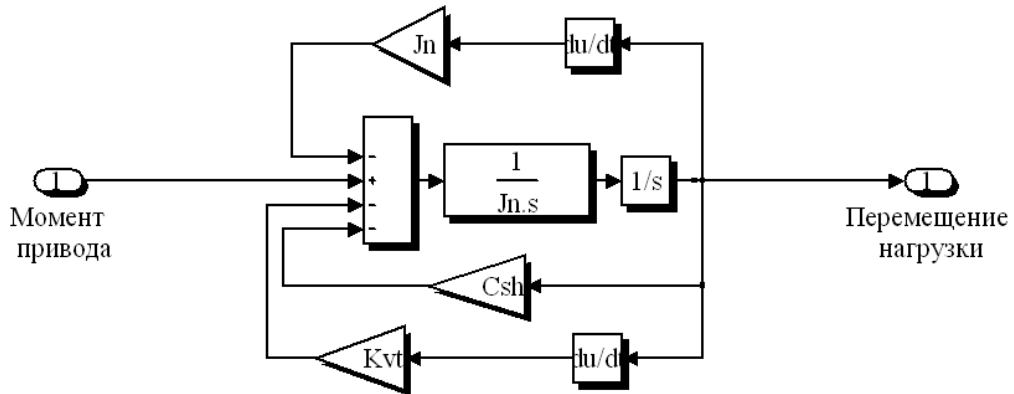 Jn
du/dt
-
+
-
-
1
Jn.s
1/s
1
1
Момент
привода
Перемещение
нагрузки
Csh
Kvt
du/dt